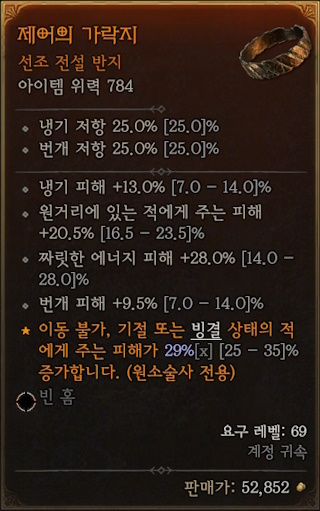 제어의 가락지
선조 전설 반지
아이템 위력 784
냉기 저항 25.0% [25.0]%
번개 저항 25.0% [25.0]%
냉기 피해 +13.0% [7.0 - 14.0]%
원거리에 있는 적에게 주는 피해
+20.5% [16.5 - 23.5]%
짜릿한 에너지 피해 +28.0% [14.0 -
28.0]%
번개 피해 +9.5% [7.0 - 14.0]%
이동 불가, 기절 또는 빙결 상태의 적
에게 주는 피해가 29%[x] [25 - 35]%
증가합니다. (원소술사 전용)
빈 홈
요구 레벨: 69
계정 귀속
판매가: 52,852